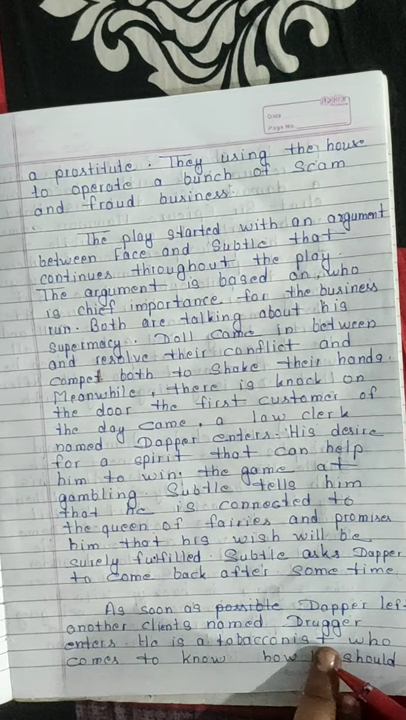 Date
Page No.
a prostitute. They using the house
to operate a bunch of scam
and fraud business.
The play started with an argument
between Face and Subtle that
continues throughout the play.
The argument is based on who
is chief importance for the business
run. Both are talking about his
supermacy. Doll came in between
and resolve their conflict and
compet both to shake their hands.
Meanwhile, there is knock on
the door the first customer of
the day came, a law clerk
named Dapper enters. His desire
for a spirit that can help
him to win the game at
gambling. Subtle tells him
that he is connected to
the queen of fairies and promises
him that his wish will be
surely fulfilled. Subtle asks Dapper
to come back after some time.
As soon as possible Dapper lef
another clients named Drugger
enters. He is a tobacconist who
comes to know how should